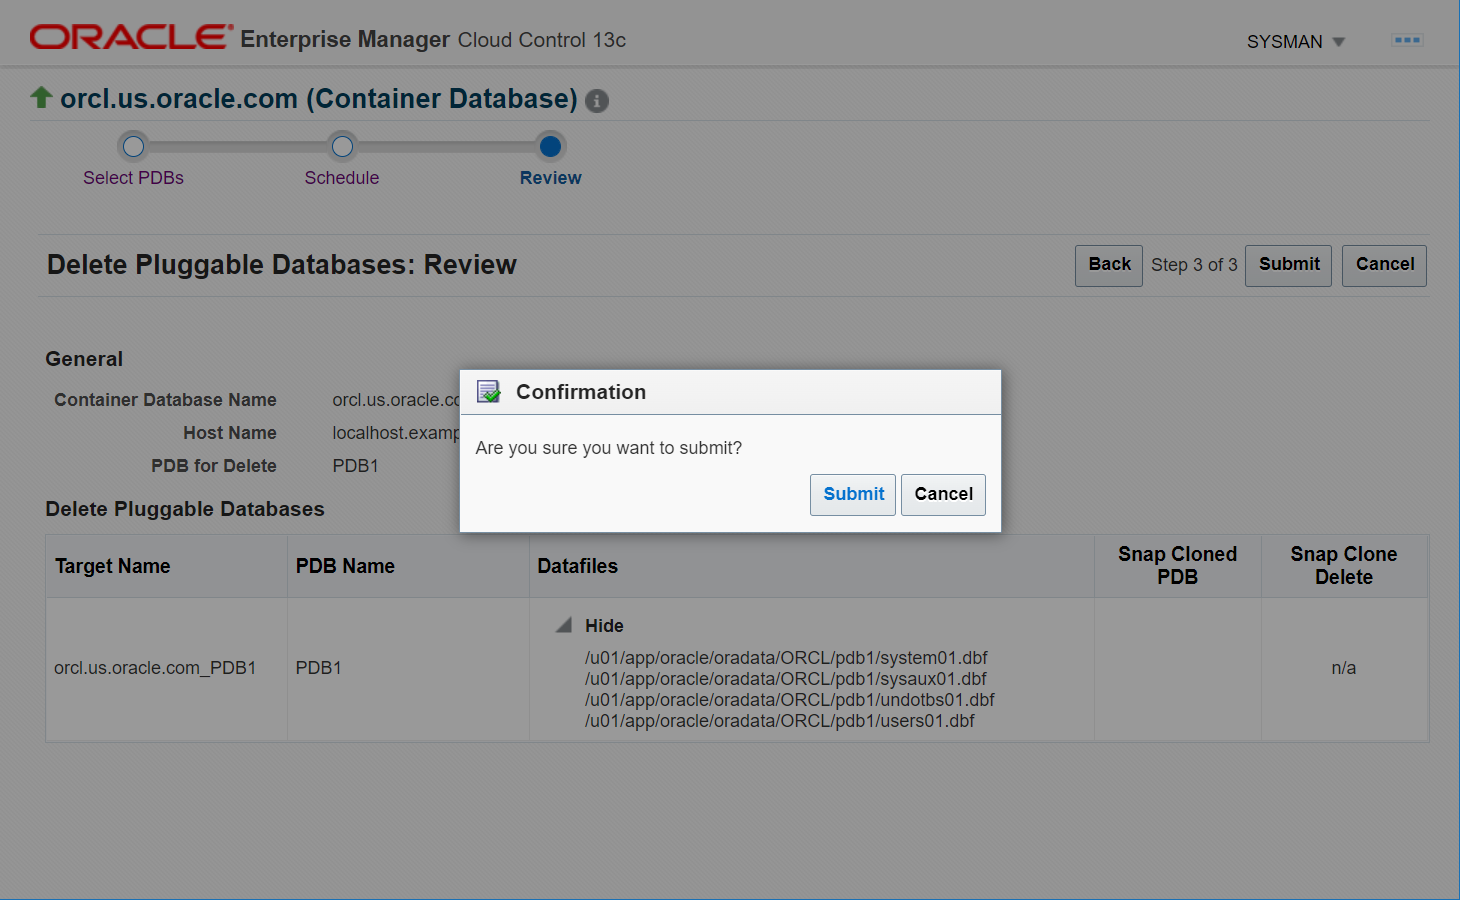 ORACLE Enterprise Manager Cloud Control 13c
SYSMAN
orcl.us.oracle.com (Container Database)
Select PDBs
Schedule
Review
Delete Pluggable Databases: Review
Back
Step 3 of 3
Submit
Cancel
General
Container Database Name orcl.us.oracle.co
Host Name localhost.examp
PDB for Delete PDB1
Confirmation
Are you sure you want to submit?
Submit
Cancel
Delete Pluggable Databases
Target Name
PDB Name
Datafiles
Snap Cloned
PDB
Snap Clone
Delete
orcl.us.oracle.com_PDB1
PDB1
Hide
/u01/app/oracle/oradata/ORCL/pdb1/system01.dbf
/u01/app/oracle/oradata/ORCL/pdb1/sysaux01.dbf
/u01/app/oracle/oradata/ORCL/pdb1/undotbs01.dbf
/u01/app/oracle/oradata/ORCL/pdb1/users01.dbf
n/a